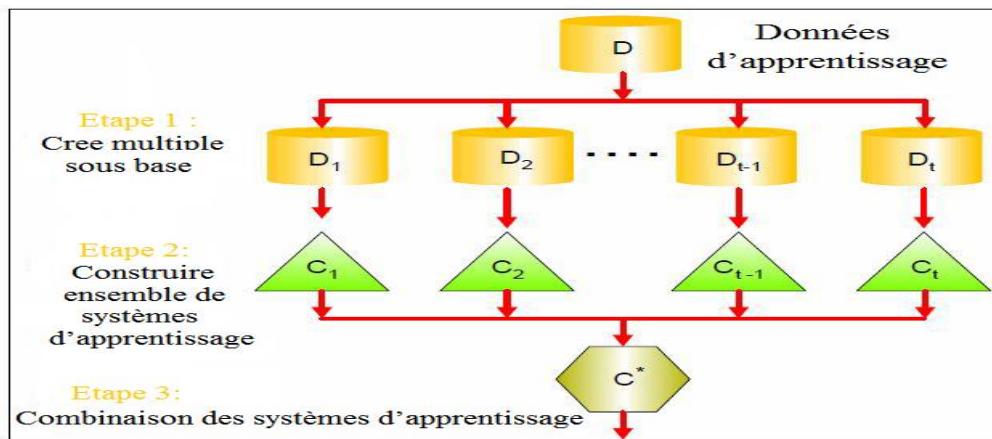 D
Données
d'apprentissage
Etape 1 :
Cree multiple
sous base
D1
D2
....
Dt-1
Dt
Etape 2:
Construire
ensemble de
systèmes
d'apprentissage
C1
C2
Ct-1
Ct
C*
Etape 3:
Combinaison des systèmes d'apprentissage